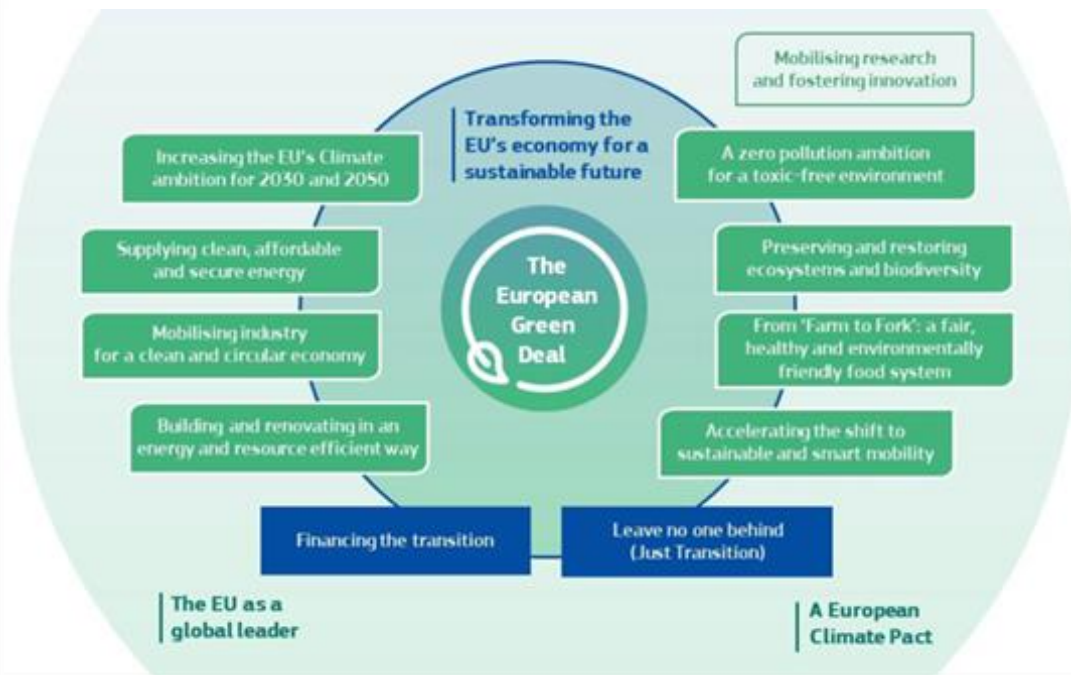 Mobilising research
and fostering innovation
Transforming the
EU's economy for a
sustainable future
Increasing the EU's Climate
ambition for 2030 and 2050
A zero pollution ambition
for a toxic-free environment
Supplying clean, affordable
and secure energy
Preserving and restoring
ecosystems and biodiversity
The
European
Green
Deal
Mobilising industry
for a clean and circular economy
From 'Farm to Fork': a fair,
healthy and environmentally
friendly food system
Building and renovating in an
energy and resource efficient way
Accelerating the shift to
sustainable and smart mobility
Financing the transition
Leave no one behind
(Just Transition)
The EU as a
global leader
A European
Climate Pact